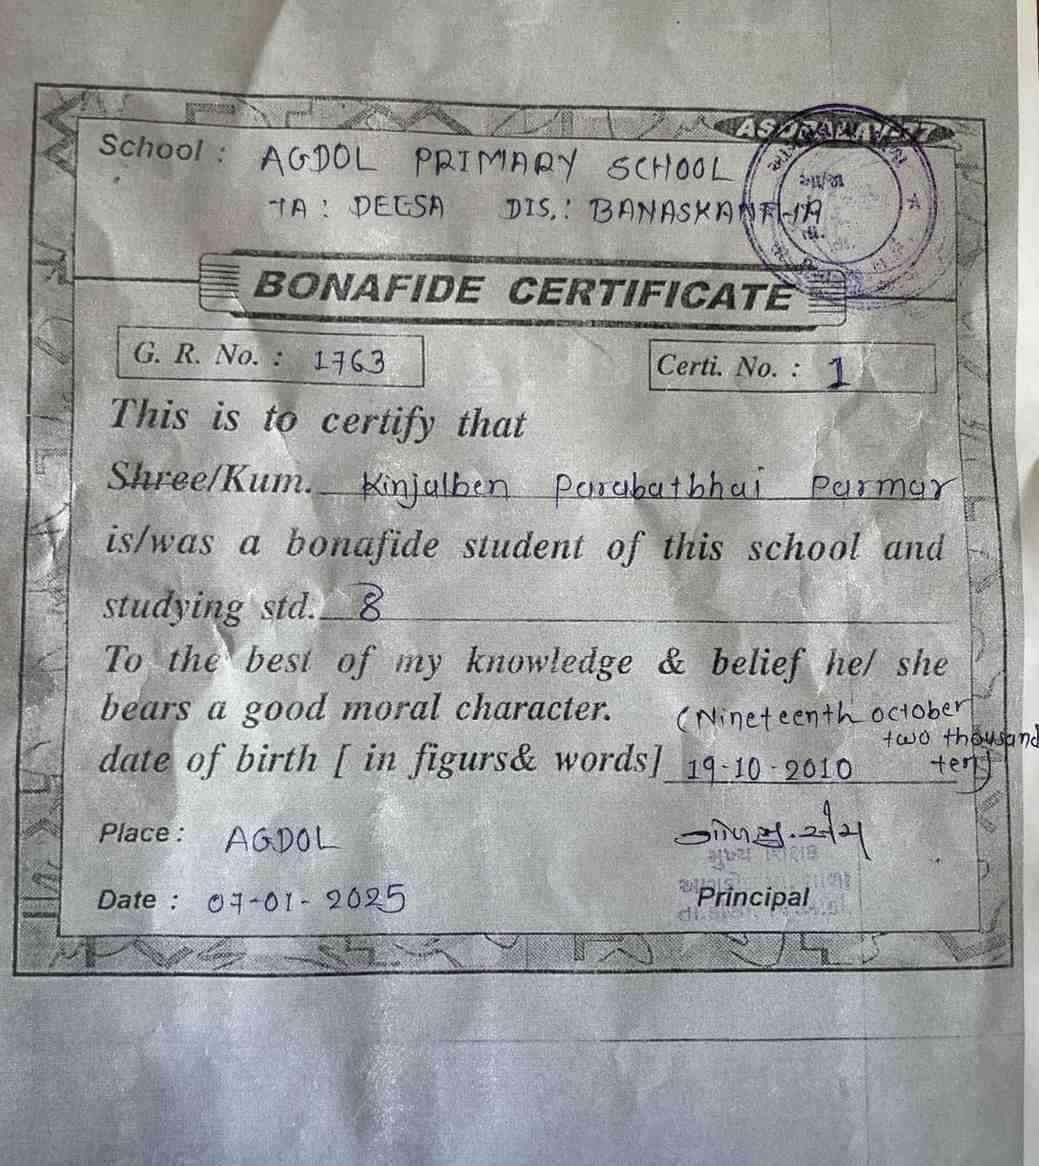 School : AGDOL PRIMARY SCHOOL
TA : DEESA DIS. : BANASKANTHA
BONAFIDE CERTIFICATE
G. R. No. : 1763
Certi. No. : 1
This is to certify that
Shree/Kum. Kinjalben Parabatbhai Parmar
is/was a bonafide student of this school and
studying std. 8
To the best of my knowledge & belief he/ she
bears a good moral character.
(Nineteenth october
two thousand
ten)
date of birth [ in figurs& words] 19-10-2010
Place : AGDOL
મુખ્ય શિક્ષક
Date : 07-01-2025
Principal